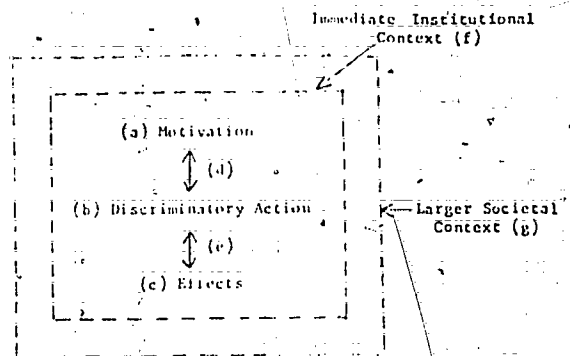 Immediate Institutional
Context (f)
(a) Motivation
(d)
(b) Discriminatory Action
Larger Societal
Context (g)
(e)
(c) Effects